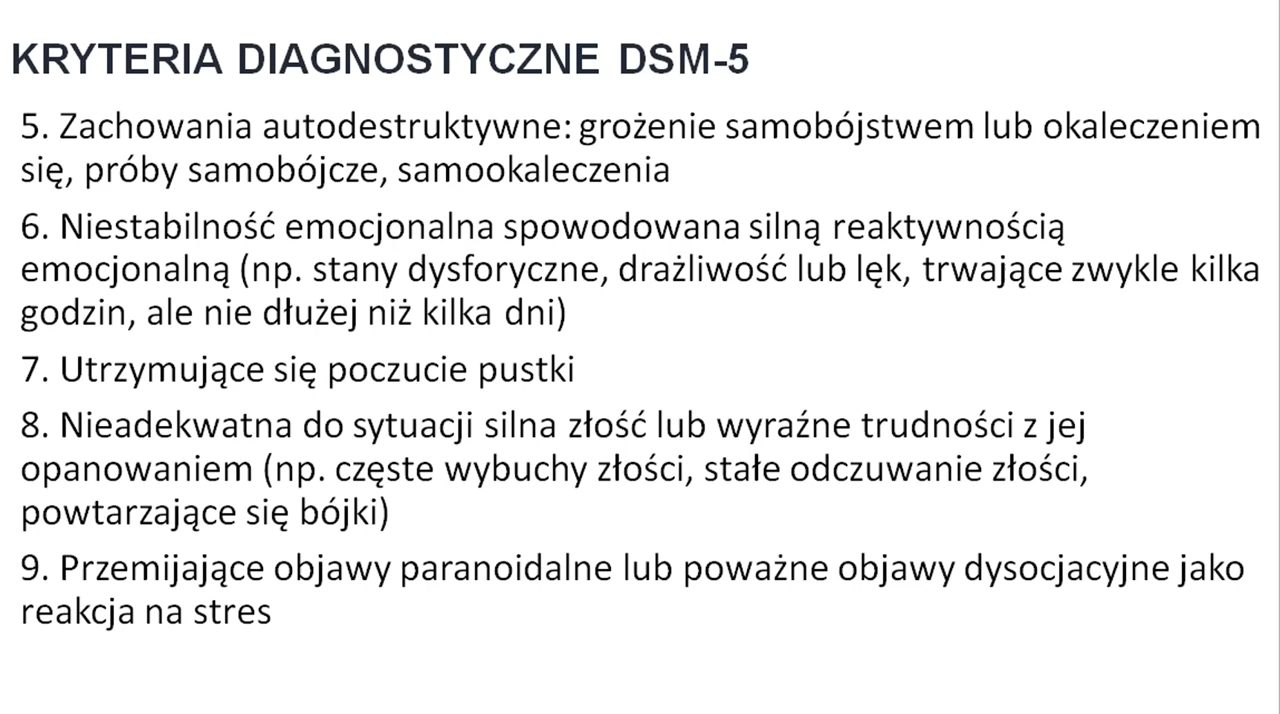 KRYTERIA DIAGNOSTYCZNE DSM-5
5. Zachowania autodestruktywne: grożenie samobójstwem lub okaleczeniem
się, próby samobójcze, samookaleczenia
6. Niestabilność emocjonalna spowodowana silną reaktywnością
emocjonalną (np. stany dysforyczne, drażliwość lub lęk, trwające zwykle kilka
godzin, ale nie dłużej niż kilka dni)
7. Utrzymujące się poczucie pustki
8. Nieadekwatna do sytuacji silna złość lub wyraźne trudności z jej
opanowaniem (np. częste wybuchy złości, stałe odczuwanie złości,
powtarzające się bójki)
9. Przemijające objawy paranoidalne lub poważne objawy dysocjacyjne jako
reakcja na stres